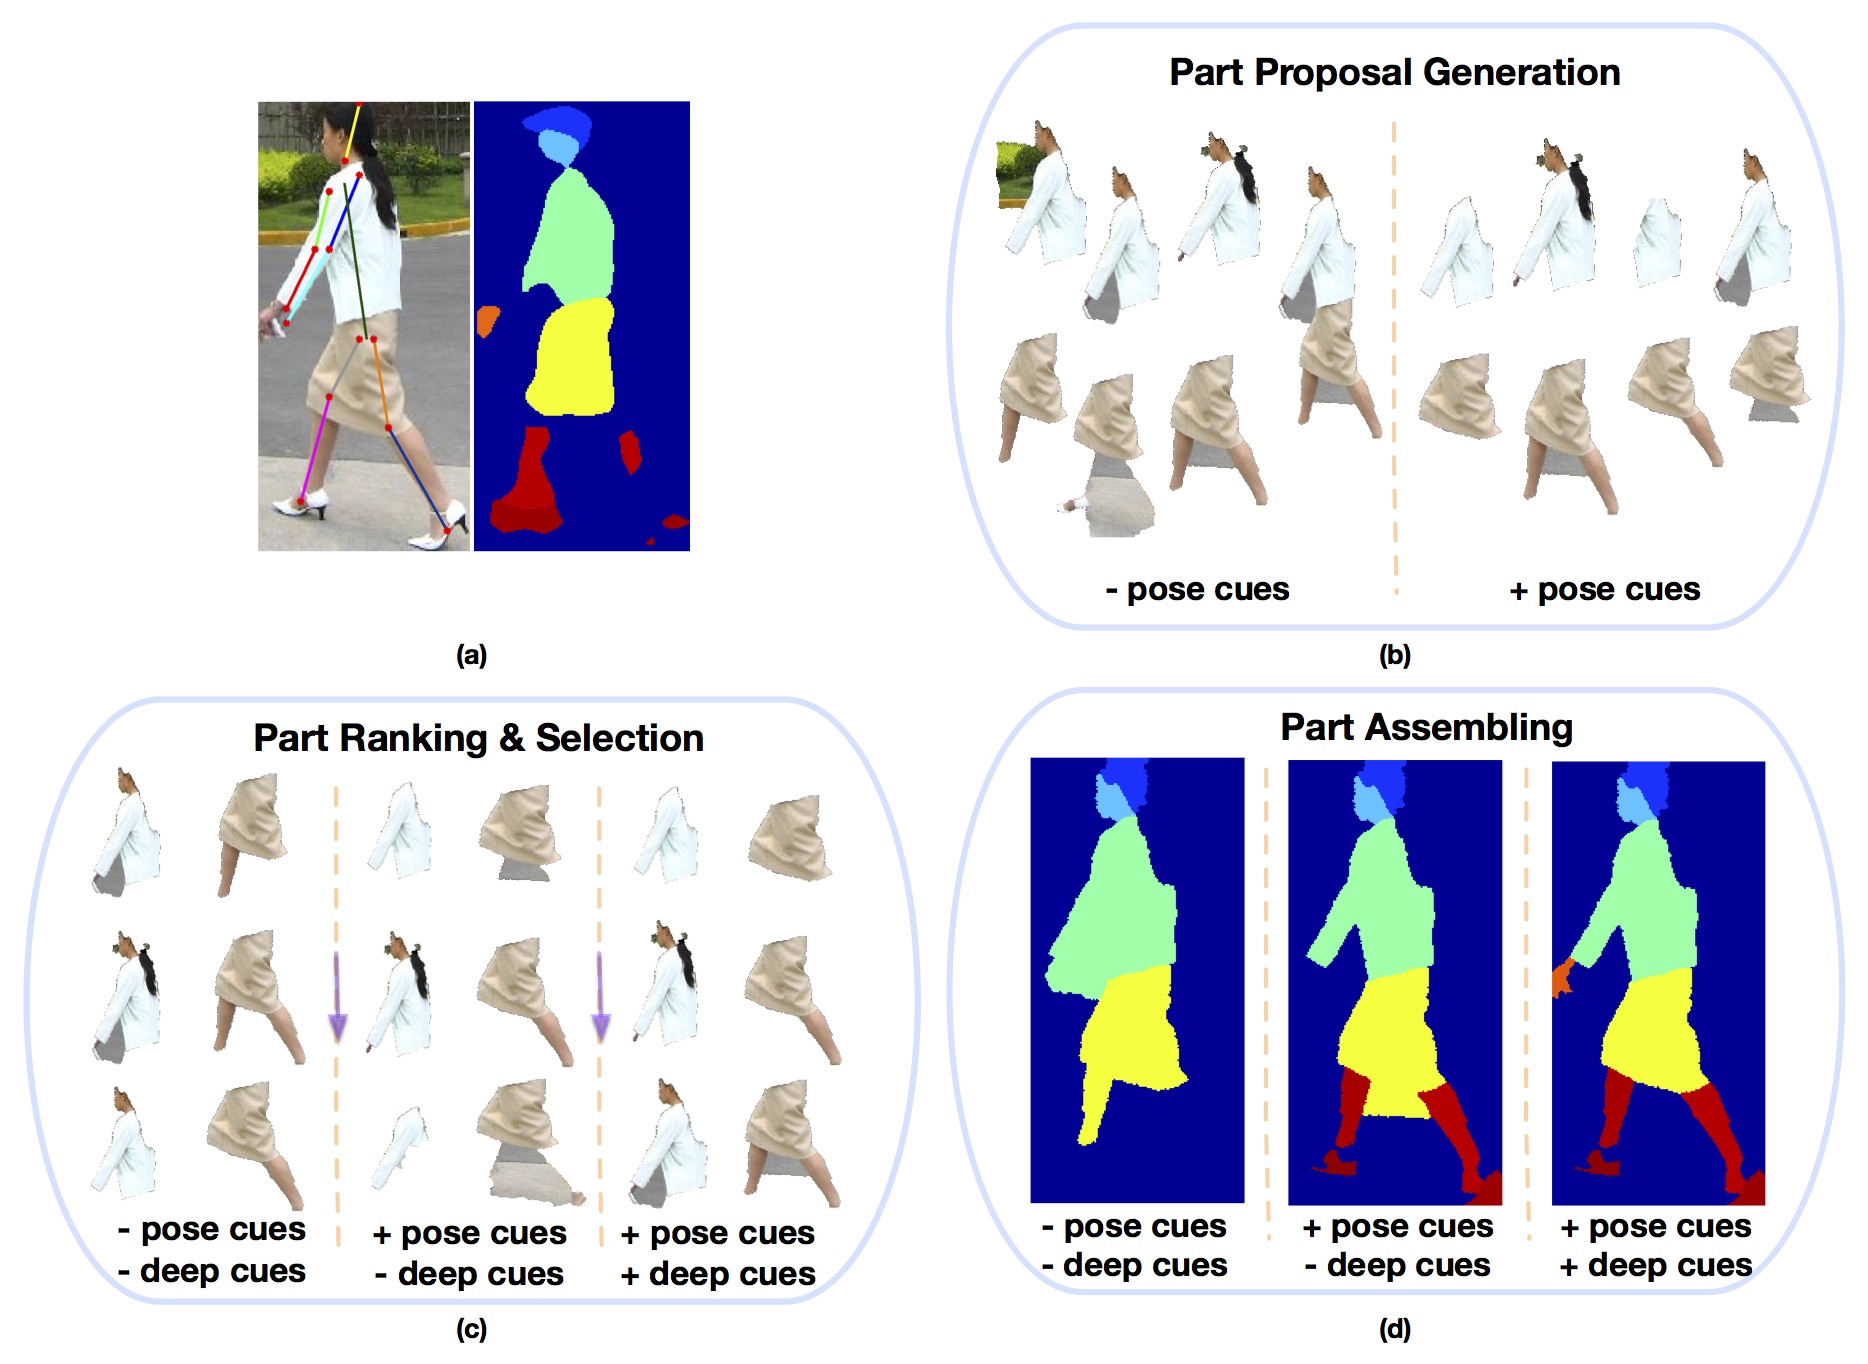 Part Proposal Generation
- pose cues
+ pose cues
(a)
(b)
Part Ranking & Selection
- pose cues
- deep cues
+ pose cues
- deep cues
+ pose cues
+ deep cues
(c)
Part Assembling
- pose cues
- deep cues
+ pose cues
- deep cues
+ pose cues
+ deep cues
(d)